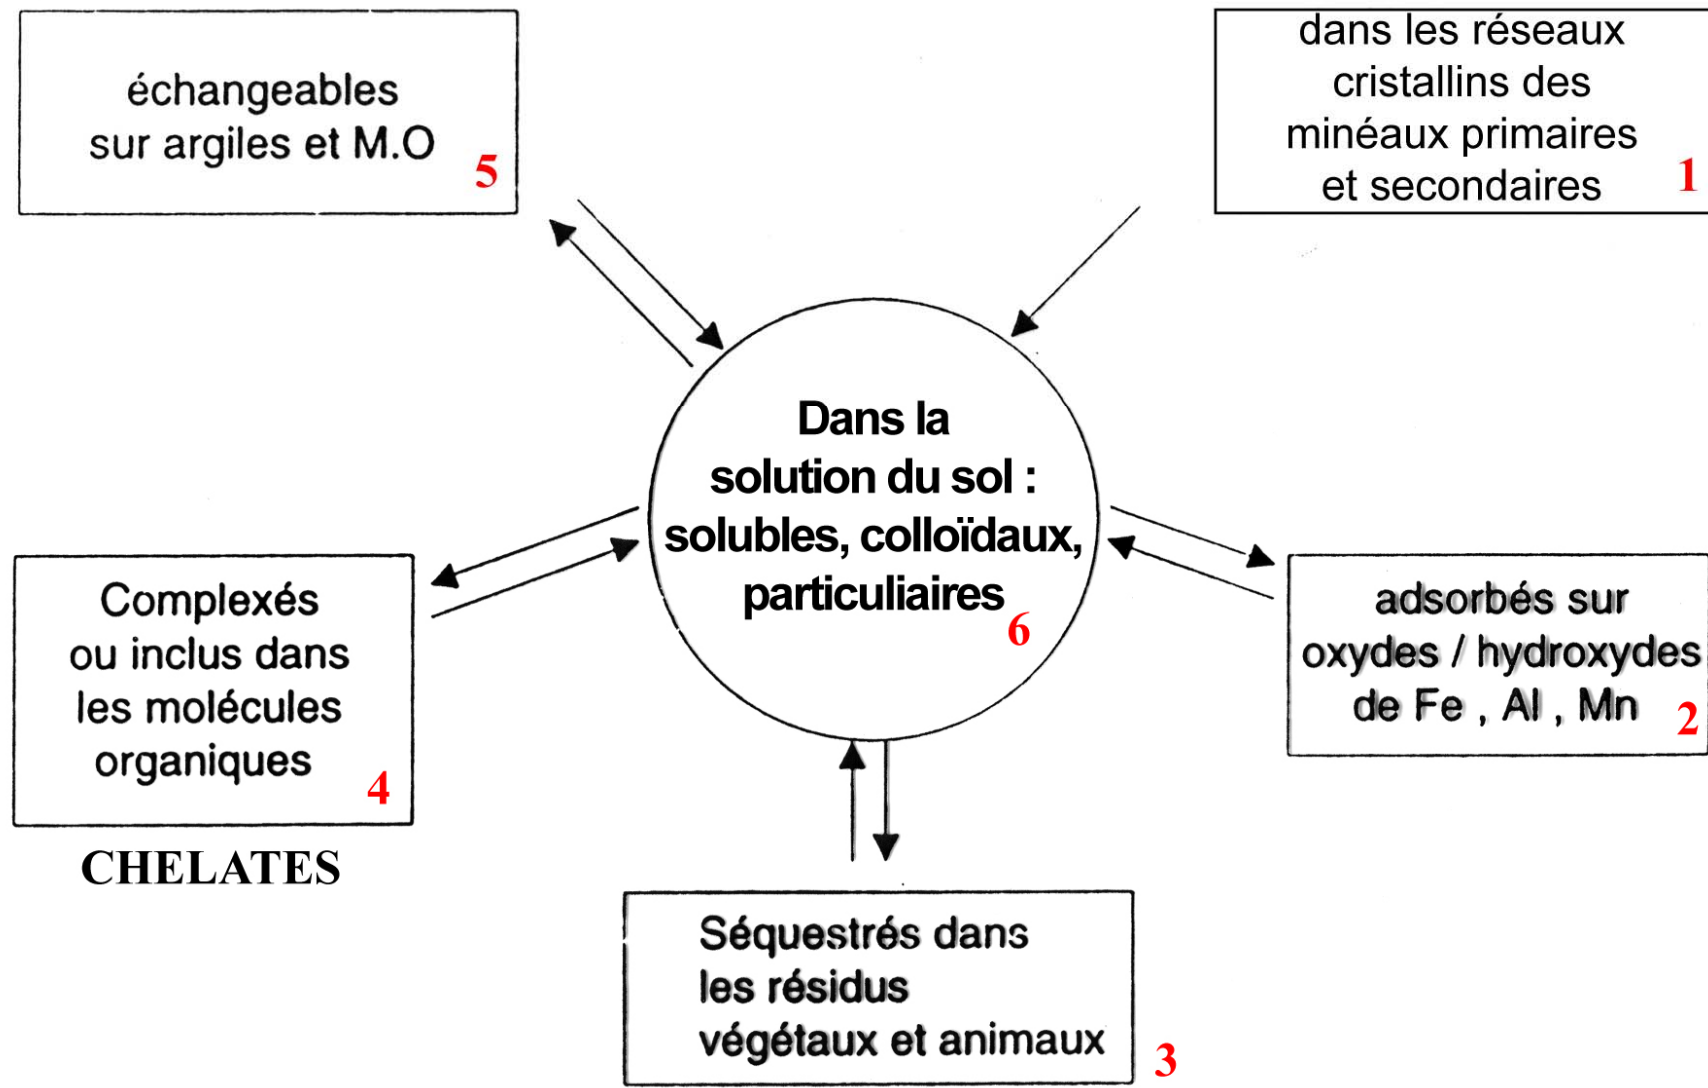 échangeables
sur argiles et M.O
5
dans les réseaux
cristallins des
minéaux primaires
et secondaires
1
Dans la
solution du sol :
solubles, colloïdaux,
particuliaires
6
Complexés
ou inclus dans
les molécules
organiques
4
CHELATES
adsorbés sur
oxydes / hydroxydes
de Fe , Al , Mn
2
Séquestrés dans
les résidus
végétaux et animaux
3